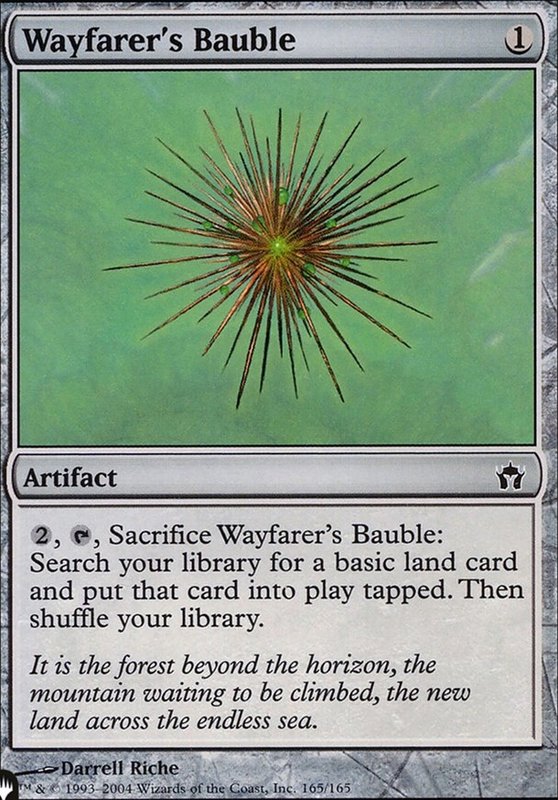 Wayfarer's Bauble 1
Artifact
2, , Sacrifice Wayfarer's Bauble:
Search your library for a basic land card
and put that card into play tapped. Then
shuffle your library.
It is the forest beyond the horizon, the
mountain waiting to be climbed, the new
land across the endless sea.
Darrell Riche
™ & © 1993-2004 Wizards of the Coast, Inc. 165/165